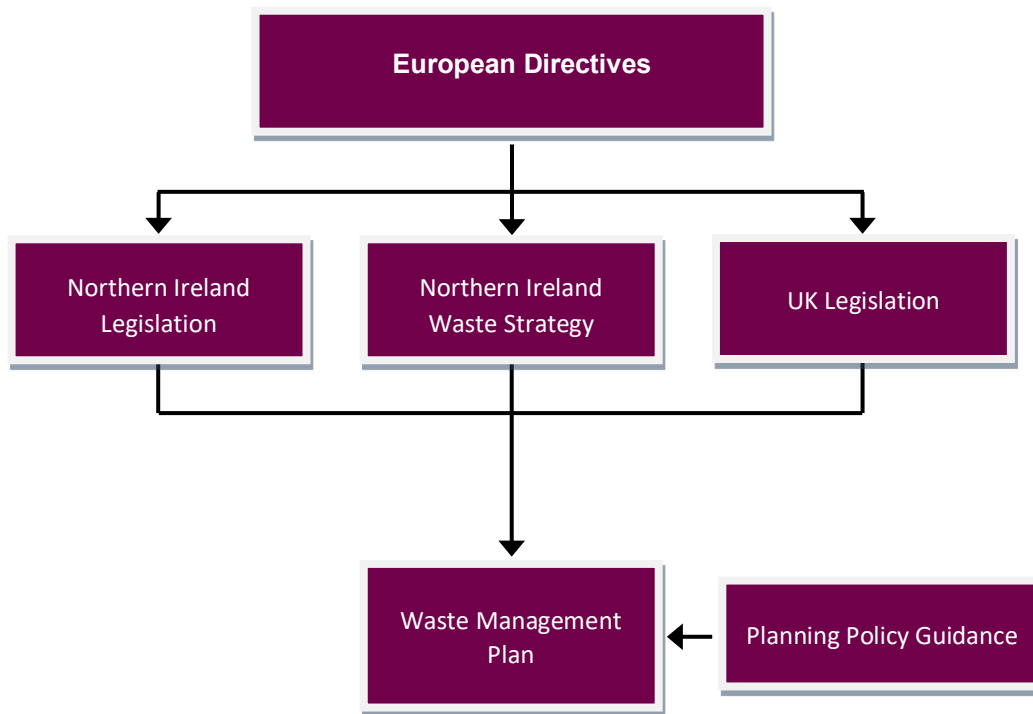 European Directives
Northern Ireland
Legislation
Northern Ireland
Waste Strategy
UK Legislation
Waste Management
Plan
Planning Policy Guidance